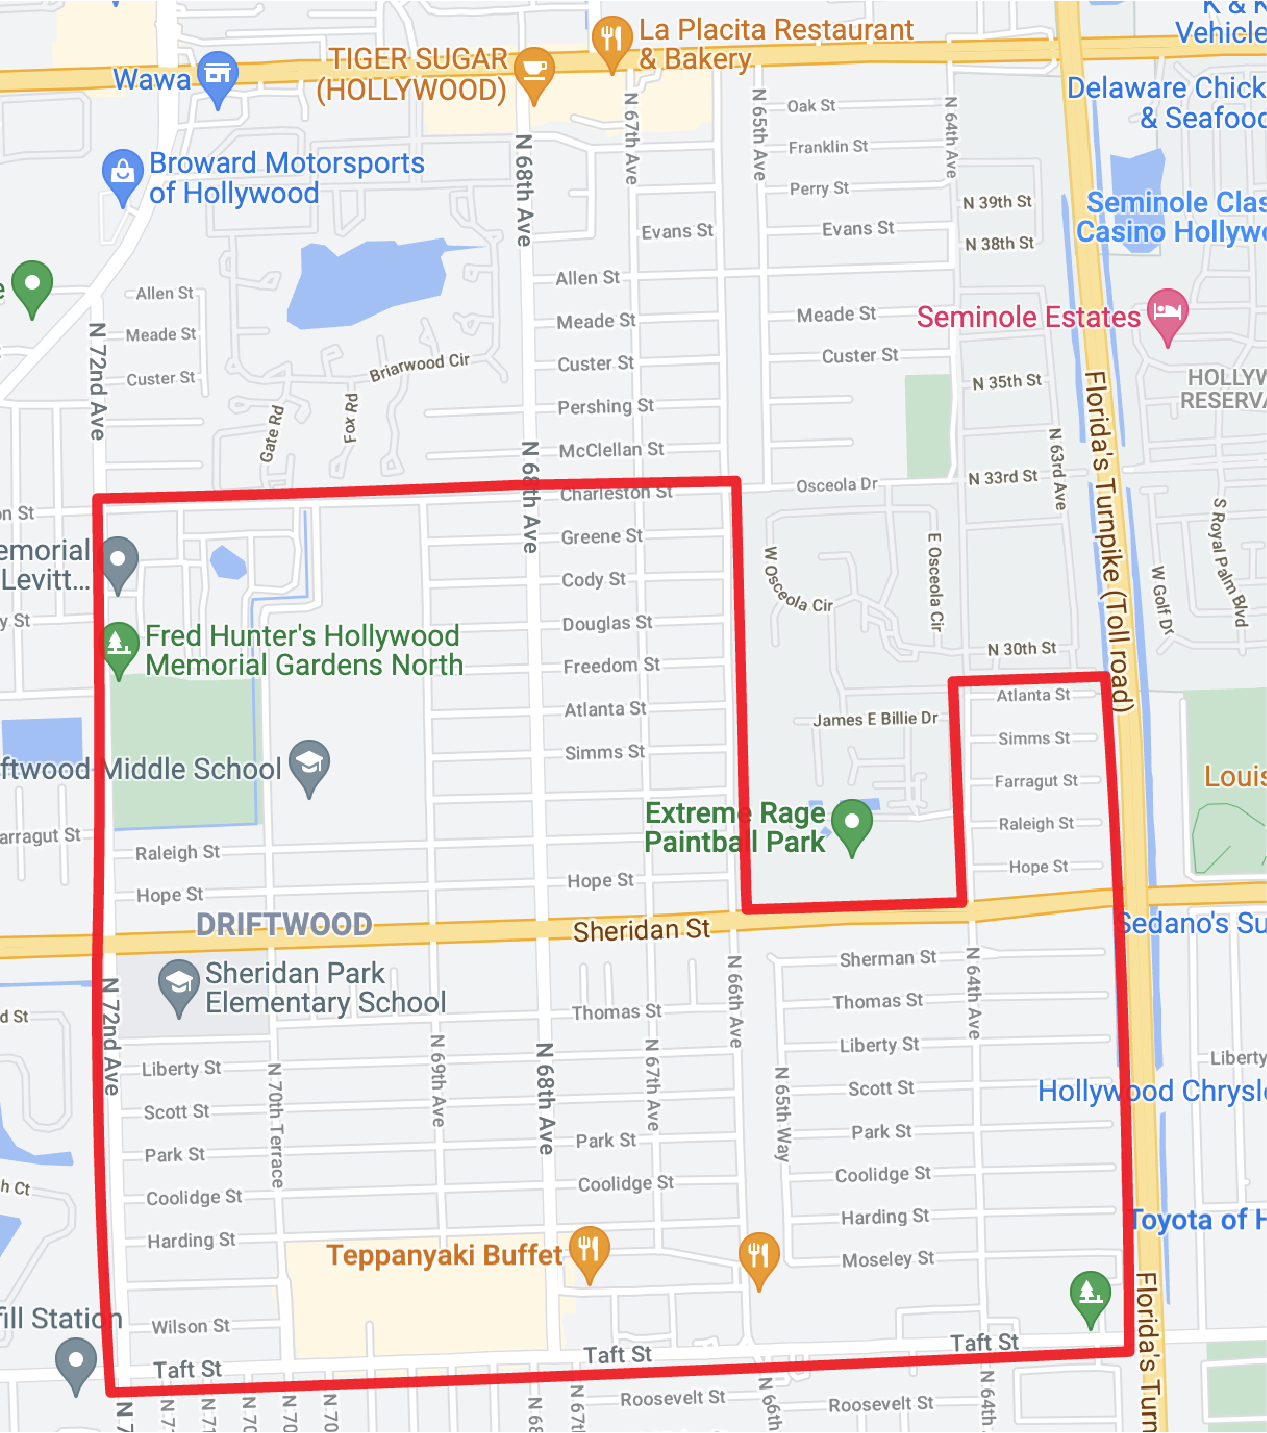 K & K
Vehicle
La Placita Restaurant
& Bakery
TIGER SUGAR
(HOLLYWOOD)
Wawa
Delaware Chick
& Seafood
Oak St
N 67th Ave
N 65th Ave
N 64th Ave
N 68th Ave
Franklin St
Broward Motorsports
of Hollywood
Perry St
N 39th St
Seminole Clas
Casino Hollywo
Evans St
Evans St
N 38th St
Allen St
Allen St
e
Meade St
Seminole Estates
Meade St
Meade St
N 72nd Ave
Custer St
Custer St
Briarwood Cir
Custer St
N 35th St
HOLLYW
RESERVA
Florida's Turnpike (Toll road)
Pershing St
Gate Rd
Fox Rd
McClellan St
N 68th Ave
N 63rd Ave
N 33rd St
Osceola Dr
Charleston St
on St
Greene St
S Royal Palm Blvd
emorial
Levitt...
Cody St
W Osceola Cir
E Osceola Cir
W Golf Dr
y St
Douglas St
Fred Hunter's Hollywood
Memorial Gardens North
N 30th St
Freedom St
Atlanta St
Atlanta St
James E Billie Dr
Simms St
Simms St
ftwood Middle School
Farragut St
Louis
Extreme Rage
Paintball Park
Raleigh St
arragut St
Raleigh St
Hope St
Hope St
Hope St
DRIFTWOOD
Sheridan St
Sedano's Su
Sheridan Park
Elementary School
Sherman St
N 66th Ave
N 64th Ave
N 72nd Ave
Thomas St
Thomas St
d St
Liberty St
Liberty
Liberty St
N 70th Terrace
N 69th Ave
N 68th Ave
N 67th Ave
N 65th Way
Scott St
Hollywood Chrysle
Scott St
Park St
Park St
Park St
Coolidge St
Coolidge St
Coolidge St
h Ct
Harding St
Toyota of H
Harding St
Teppanyaki Buffet
Moseley St
Florida's Turn
fill Station
Wilson St
Taft St
Taft St
Taft St
Roosevelt St
Roosevelt St
N 7
N 71
N 71
N 70
N 70
N 70
N 68
N 67t
N 66th
N 64th